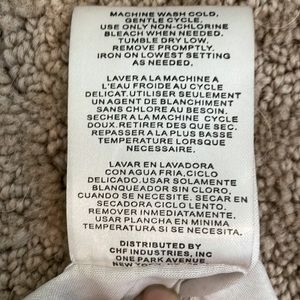 MACHINE WASH COLD,
GENTLE CYCLE.
USE ONLY NON-CHLORINE
BLEACH WHEN NEEDED.
TUMBLE DRY LOW.
REMOVE PROMPTLY.
IRON ON LOWEST SETTING
AS NEEDED.
LAVER A LA MACHINE A
L'EAU FROIDE AU CYCLE
DELICAT. UTILISER SEULEMENT
UN AGENT DE BLANCHIMENT
SANS CHLORE AU BESOIN.
SECHER A LA MACHINE CYCLE
DOUX. RETIRER DES QUE SEC.
REPASSER A LA PLUS BASSE
TEMPERATURE LORSQUE
NECESSAIRE.
LAVAR EN LAVADORA
CON AGUA FRIA, CICLO
DELICADO. USAR SOLAMENTE
BLANQUEADOR SIN CLORO,
CUANDO SE NECESITE. SECAR EN
SECADORA CICLO LENTO.
REMOVER INMEDIATAMENTE.
USAR PLANCHA EN MINIMA
TEMPERATURA SI SE NECESITA.
DISTRIBUTED BY
CHF INDUSTRIES, INC
ONE PARK AVENUE
NEW YORK,